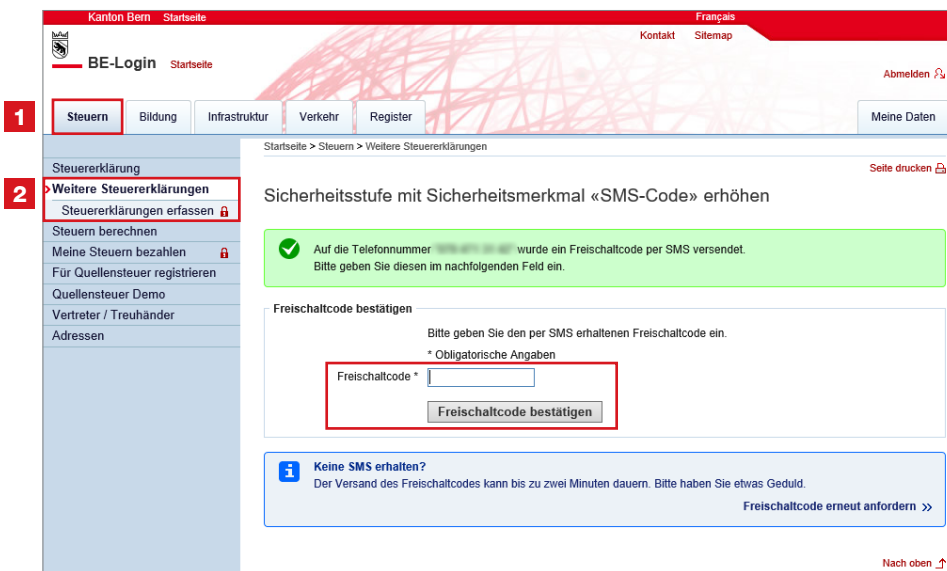 Kanton Bern Startseite Français
Kontakt Sitemap
BE-Login Startseite
Abmelden
1
Steuern Bildung Infrastruktur Verkehr Register Meine Daten
Startseite > Steuern > Weitere Steuererklärungen
Seite drucken
Steuererklärung
2
Weitere Steuererklärungen
Steuererklärungen erfassen
Steuern berechnen
Meine Steuern bezahlen
Für Quellensteuer registrieren
Quellensteuer Demo
Vertreter / Treuhänder
Adressen
Sicherheitsstufe mit Sicherheitsmerkmal «SMS-Code» erhöhen
Auf die Telefonnummer wurde ein Freischaltcode per SMS versendet.
Bitte geben Sie diesen im nachfolgenden Feld ein.
Freischaltcode bestätigen
Bitte geben Sie den per SMS erhaltenen Freischaltcode ein.
* Obligatorische Angaben
Freischaltcode *
Freischaltcode bestätigen
Keine SMS erhalten?
Der Versand des Freischaltcodes kann bis zu zwei Minuten dauern. Bitte haben Sie etwas Geduld.
Freischaltcode erneut anfordern »
Nach oben